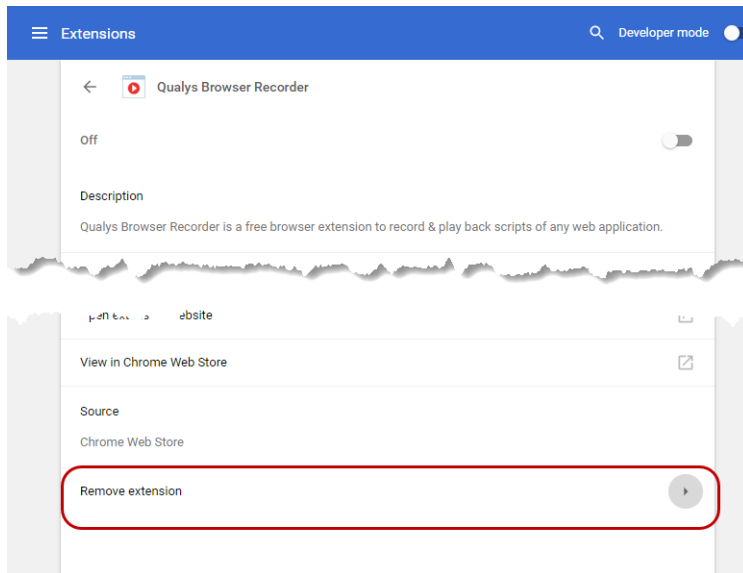 Extensions
Developer mode
Qualys Browser Recorder
Off
Description
Qualys Browser Recorder is a free browser extension to record & play back scripts of any web application.
View in Chrome Web Store
Source
Chrome Web Store
Remove extension